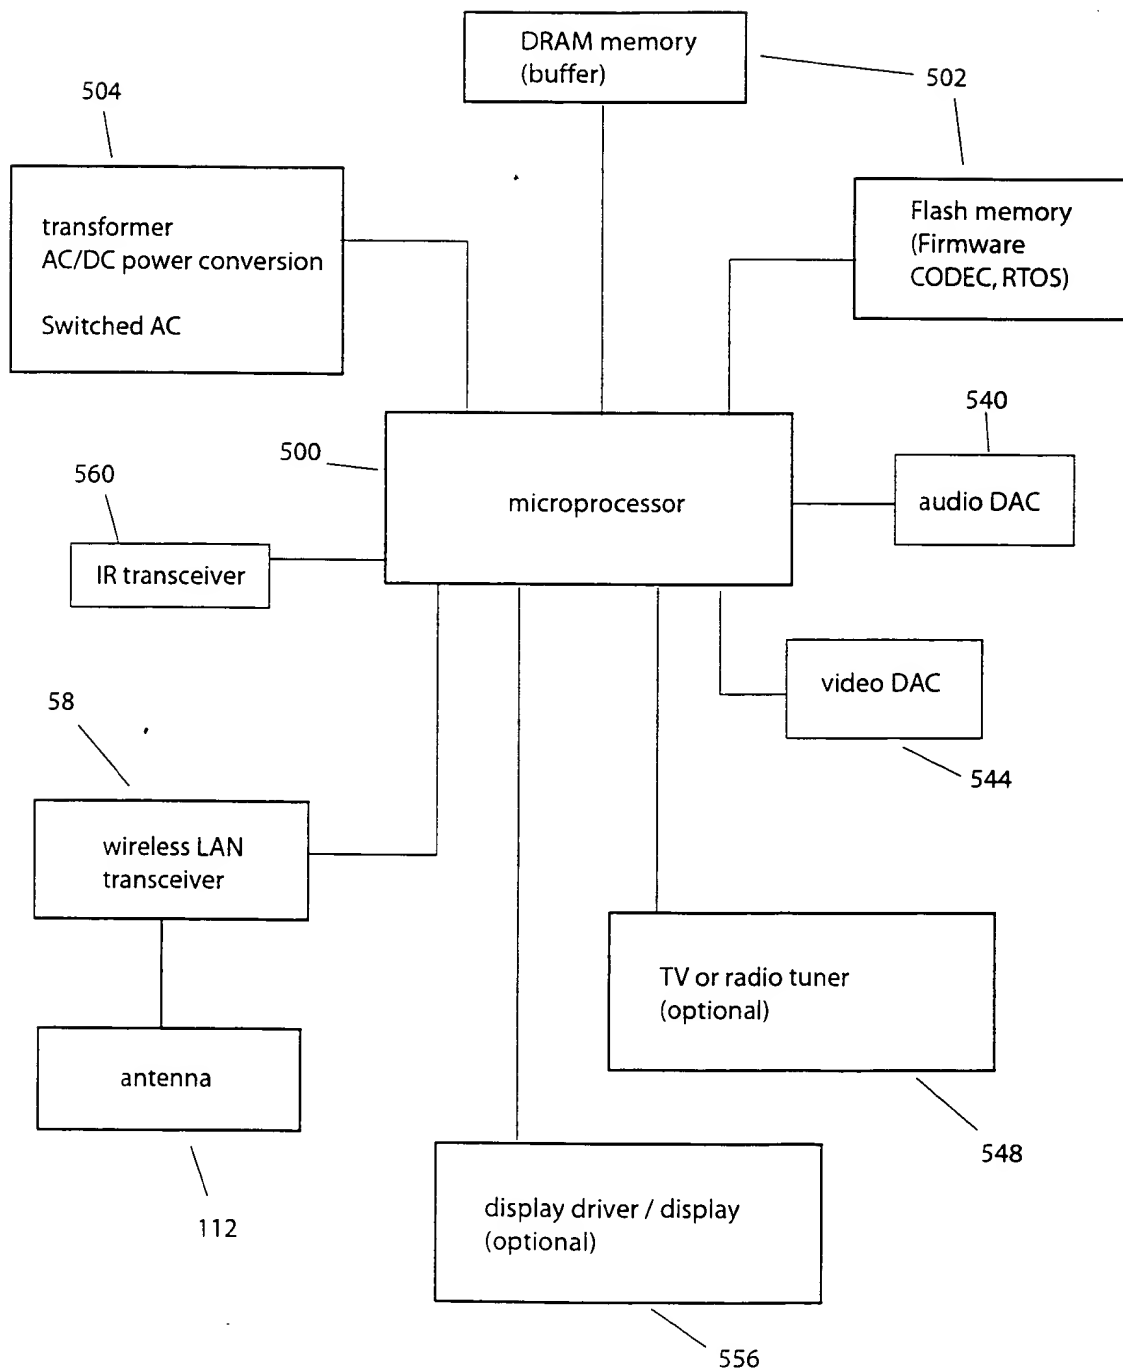 DRAM memory
(buffer)
502
504
transformer
AC/DC power conversion
Switched AC
Flash memory
(Firmware
CODEC, RTOS)
540
500
560
microprocessor
audio DAC
IR transceiver
58
video DAC
544
wireless LAN
transceiver
TV or radio tuner
(optional)
antenna
548
112
display driver / display
(optional)
556